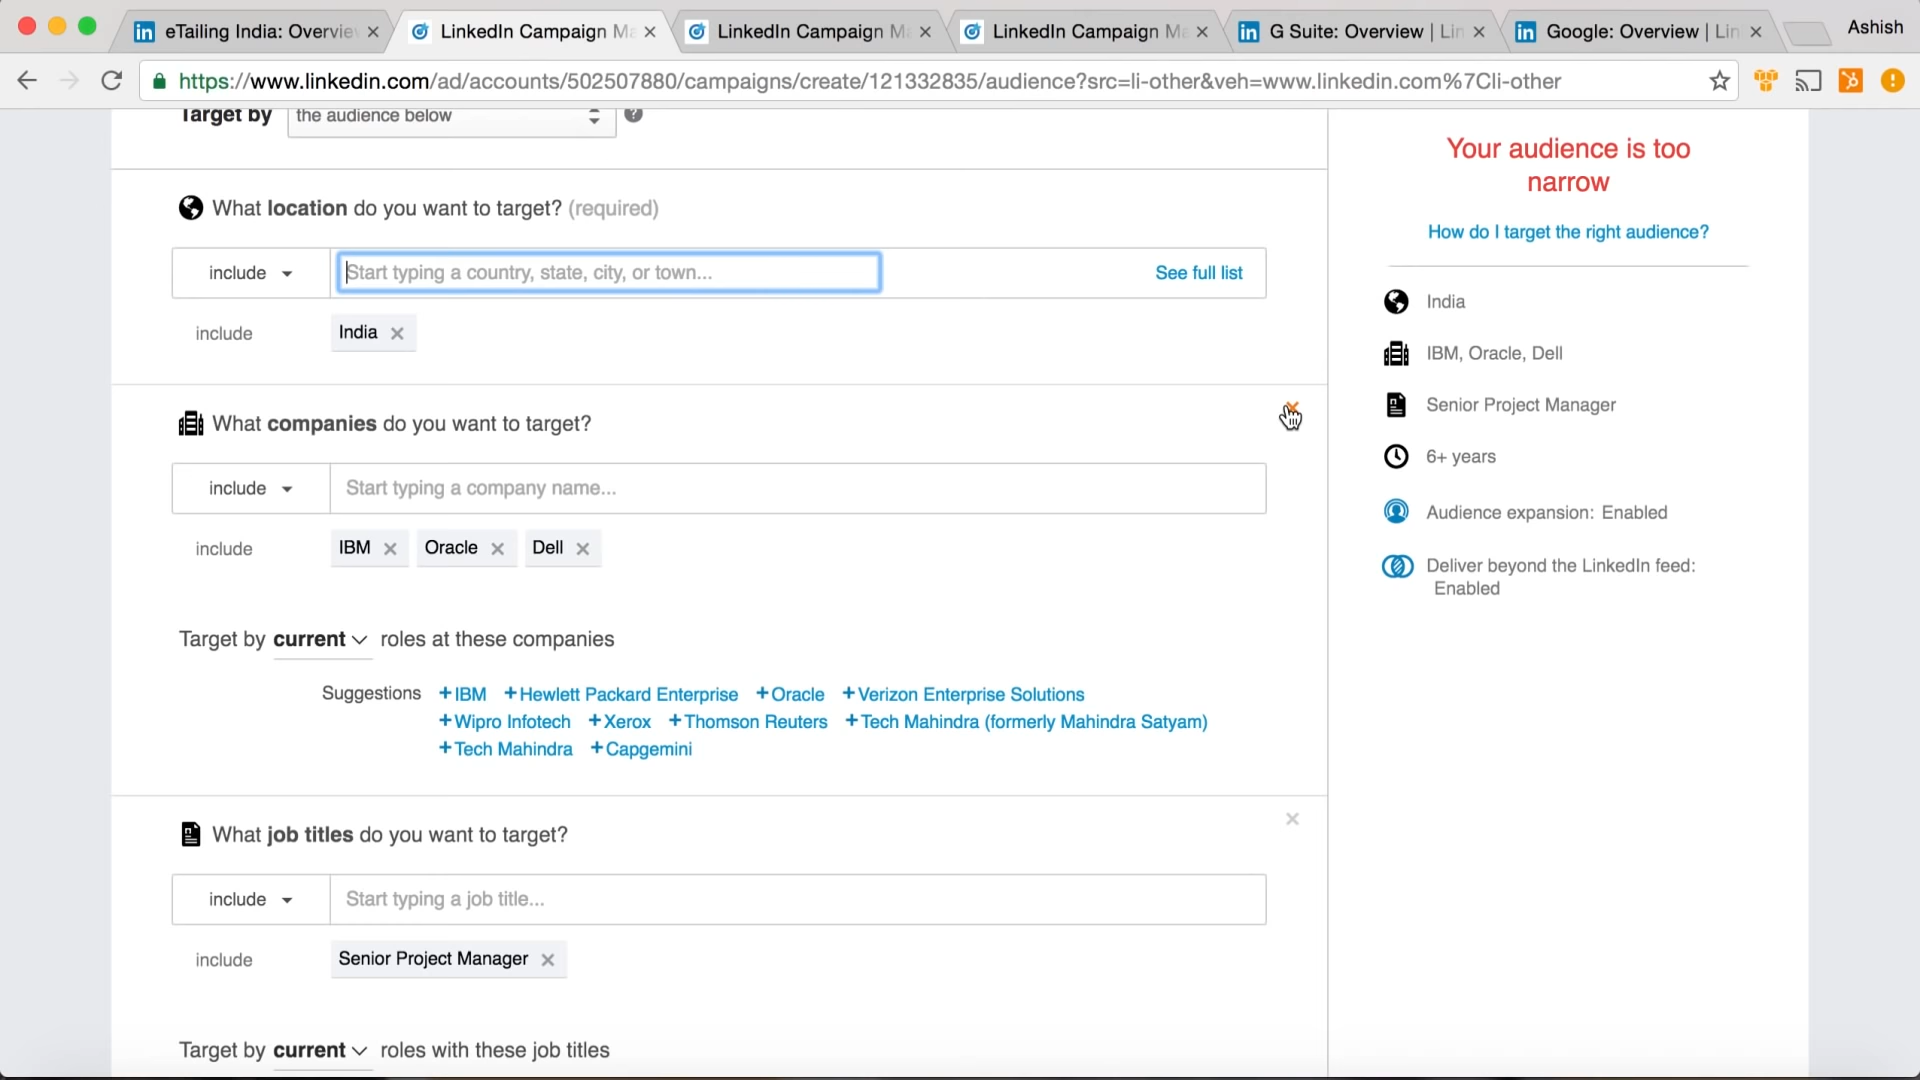 eTailing India: Overvie
LinkedIn Campaign Ma
LinkedIn Campaign Ma
LinkedIn Campaign Ma
G Suite: Overview | Lin
Google: Overview | Lin
Ashish
https://www.linkedin.com/ad/accounts/502507880/campaigns/create/121332835/audience?src=li-other&veh=www.linkedin.com%7Cli-other
Target by the audience below
What location do you want to target? (required)
include Start typing a country, state, city, or town... See full list
include India
What companies do you want to target?
include Start typing a company name...
include IBM Oracle Dell
Target by current roles at these companies
Suggestions +IBM +Hewlett Packard Enterprise +Oracle +Verizon Enterprise Solutions
+Wipro Infotech +Xerox +Thomson Reuters +Tech Mahindra (formerly Mahindra Satyam)
+Tech Mahindra +Capgemini
What job titles do you want to target?
include Start typing a job title...
include Senior Project Manager
Target by current roles with these job titles
Your audience is too
narrow
How do I target the right audience?
India
IBM, Oracle, Dell
Senior Project Manager
6+ years
Audience expansion: Enabled
Deliver beyond the LinkedIn feed:
Enabled